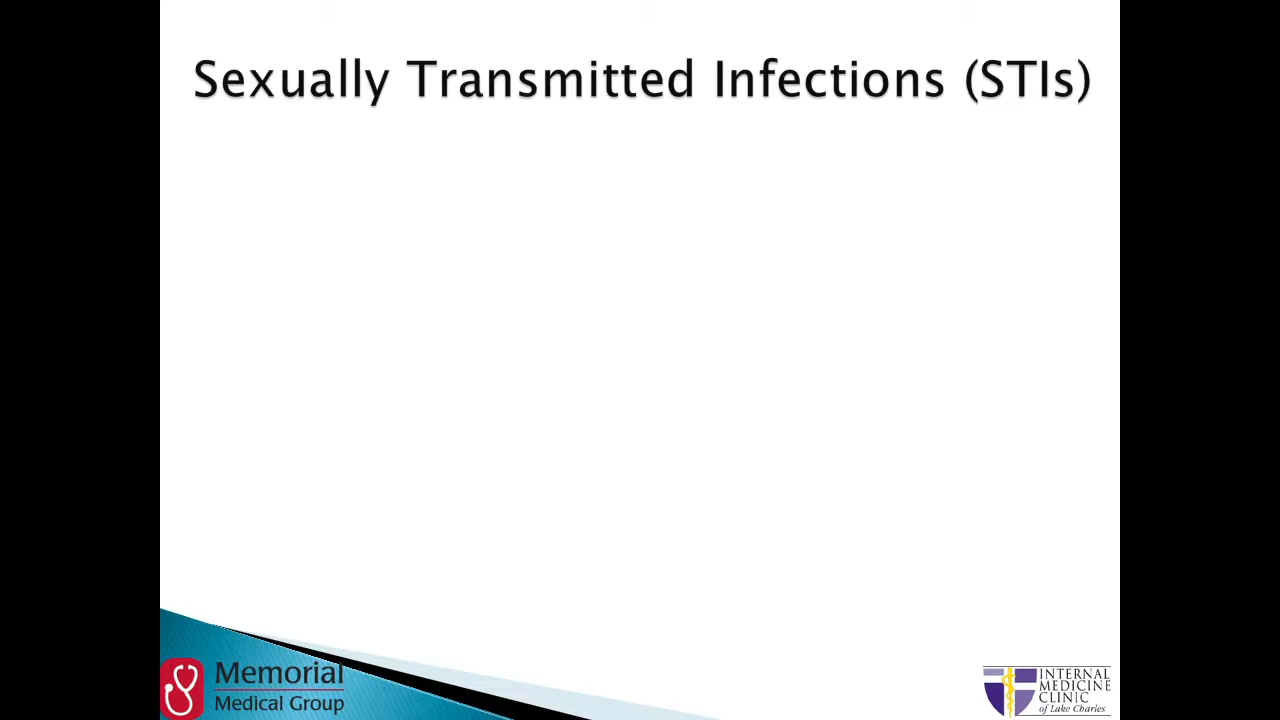 Sexually Transmitted Infections (STIs)
Memorial
Medical Group
INTERNAL
MEDICINE
CLINIC
of Lake Charles